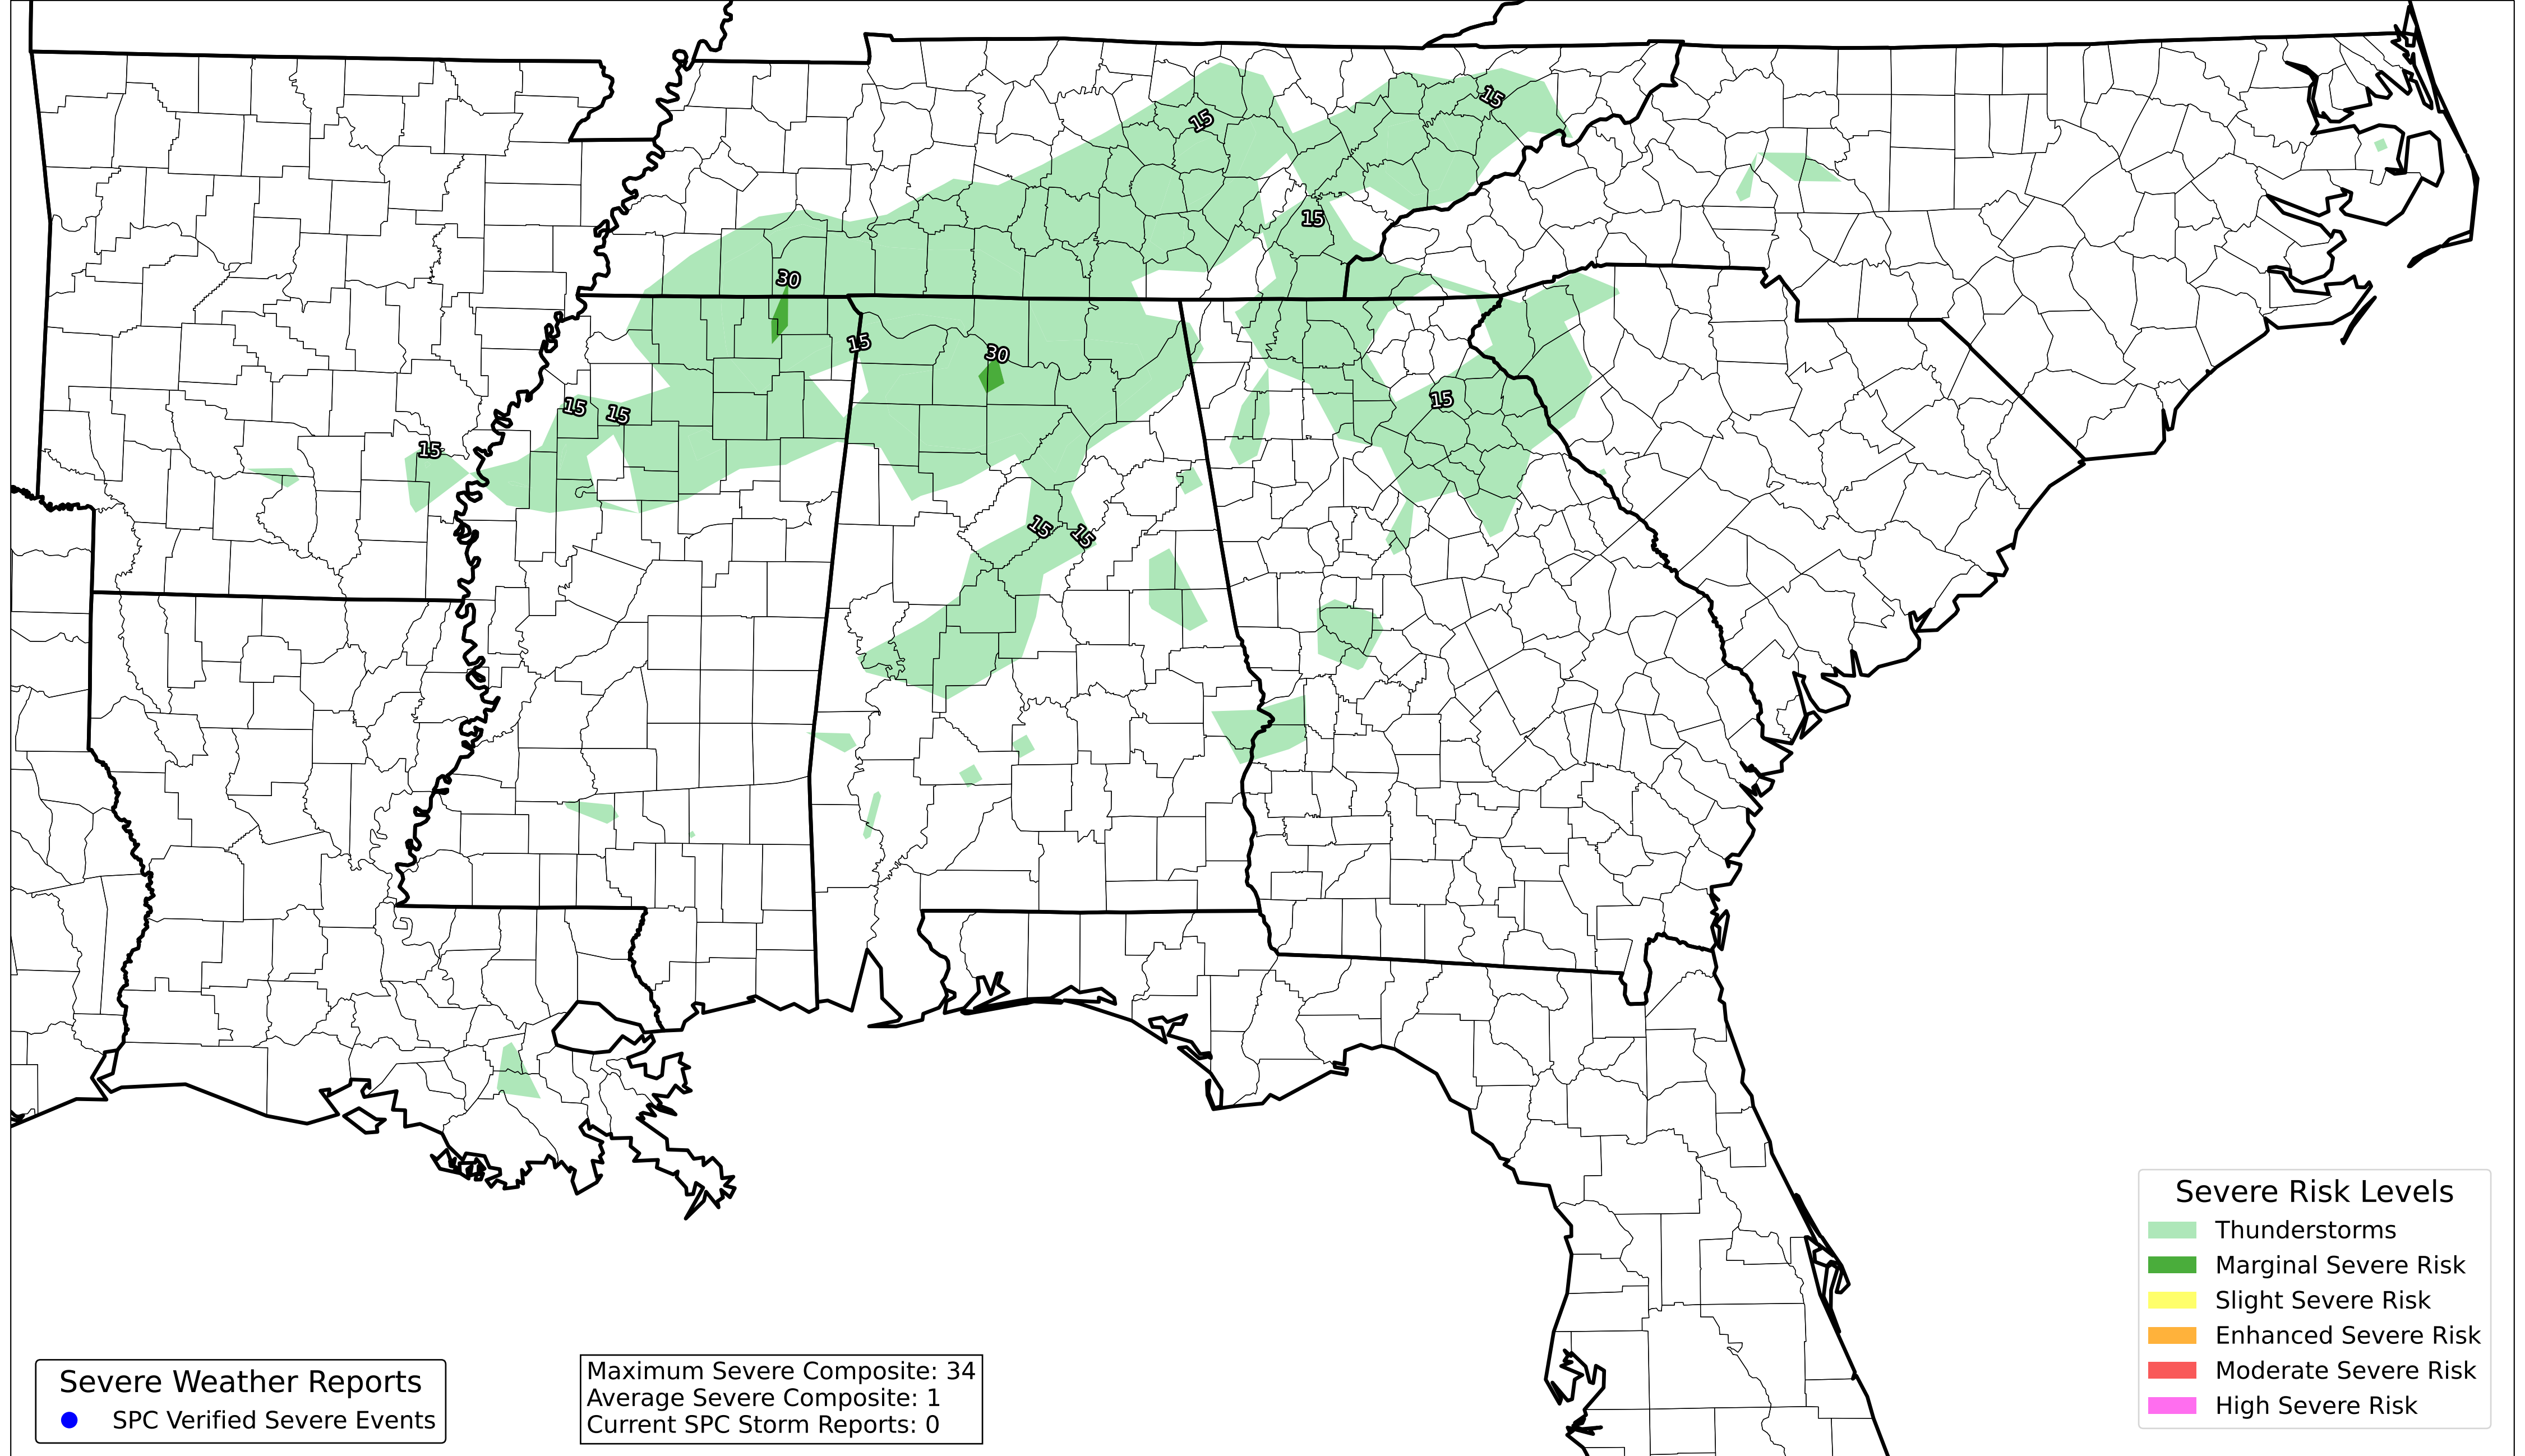 15
15
15
30
15
30
15
15
15
15
15
15
Severe Risk Levels
Thunderstorms
Marginal Severe Risk
Slight Severe Risk
Enhanced Severe Risk
Moderate Severe Risk
High Severe Risk
Severe Weather Reports
SPC Verified Severe Events
Maximum Severe Composite: 34
Average Severe Composite: 1
Current SPC Storm Reports: 0